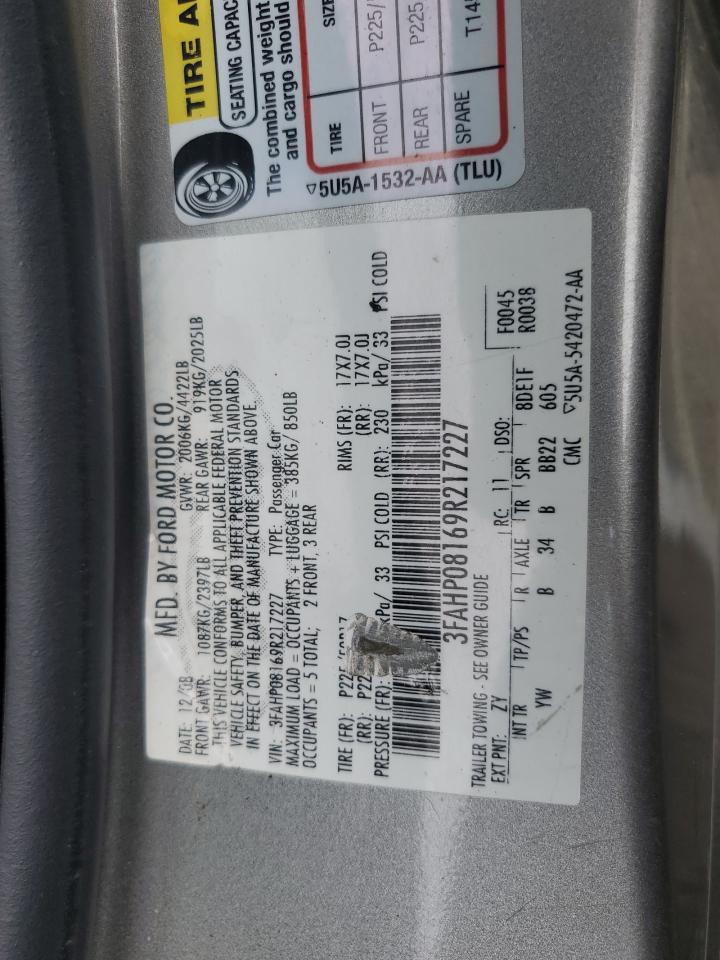 TIRE A
SEATING CAPAC
The combined weight
and cargo should
TIRE SIZE
FRONT P225/
REAR P225
SPARE T14
▽5U5A-1532-AA (TLU)
MFD. BY FORD MOTOR CO.
DATE: 12/08 GVWR: 2006KG/4422LB
FRONT GAWR: 1087KG/2397LB REAR GAWR: 919KG/2025LB
THIS VEHICLE CONFORMS TO ALL APPLICABLE FEDERAL MOTOR
VEHICLE SAFETY, BUMPER, AND THEFT PREVENTION STANDARDS
IN EFFECT ON THE DATE OF MANUFACTURE SHOWN ABOVE.
VIN: 3FAHP08169R217227 TYPE: Passenger Car
MAXIMUM LOAD = OCCUPANTS + LUGGAGE = 385KG/ 850LB
OCCUPANTS = 5 TOTAL; 2 FRONT, 3 REAR
TIRE (FR): P225 RIMS (FR): 17X7.0J
(RR): P22 (RR): 17X7.0J
PRESSURE (FR): kPa/ 33 PSI COLD (RR): 230 kPa/ 33 PSI COLD
3FAHP08169R217227
TRAILER TOWING - SEE OWNER GUIDE
EXT PNT: ZY RC: 11 DSO: F0045
R0038
INT TR TP/PS R AXLE TR SPR 8DE1F
YW B 34 B BB22 605
CMC ▽5U5A-5420472-AA